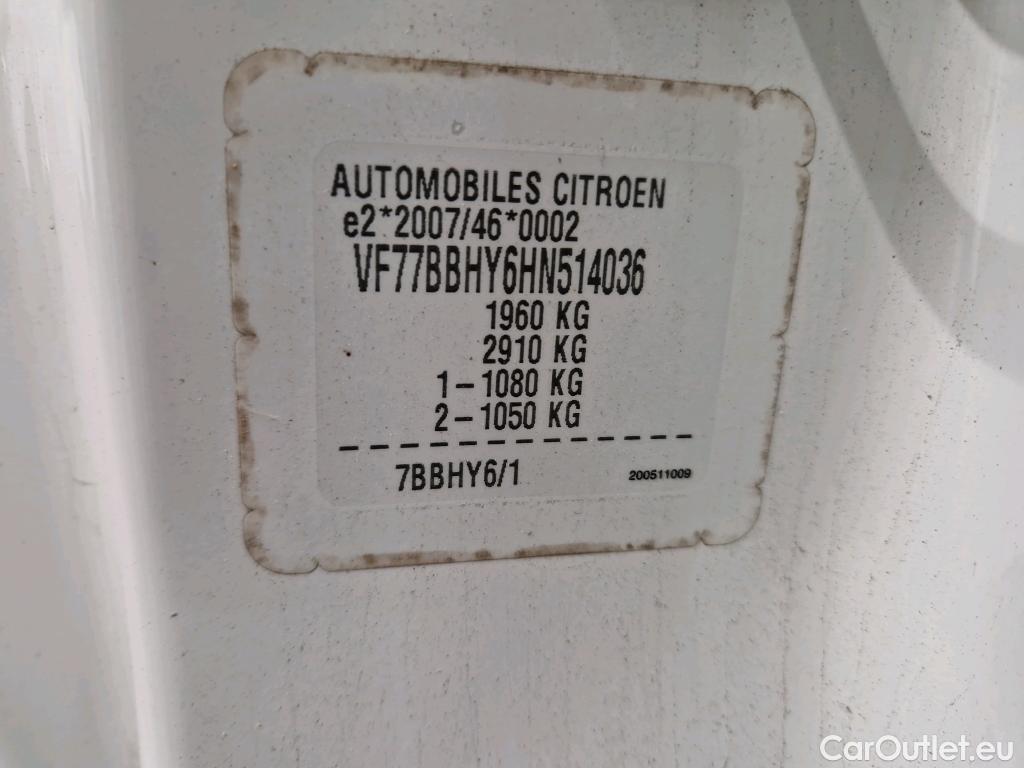 AUTOMOBILES CITROEN
e2*2007/46*0002
VF77BBHY6HN514036
1960 KG
2910 KG
1–1080 KG
2–1050 KG
– – – – – – – – – – – – –
7BBHY6/1
200511009
CarOutlet.eu